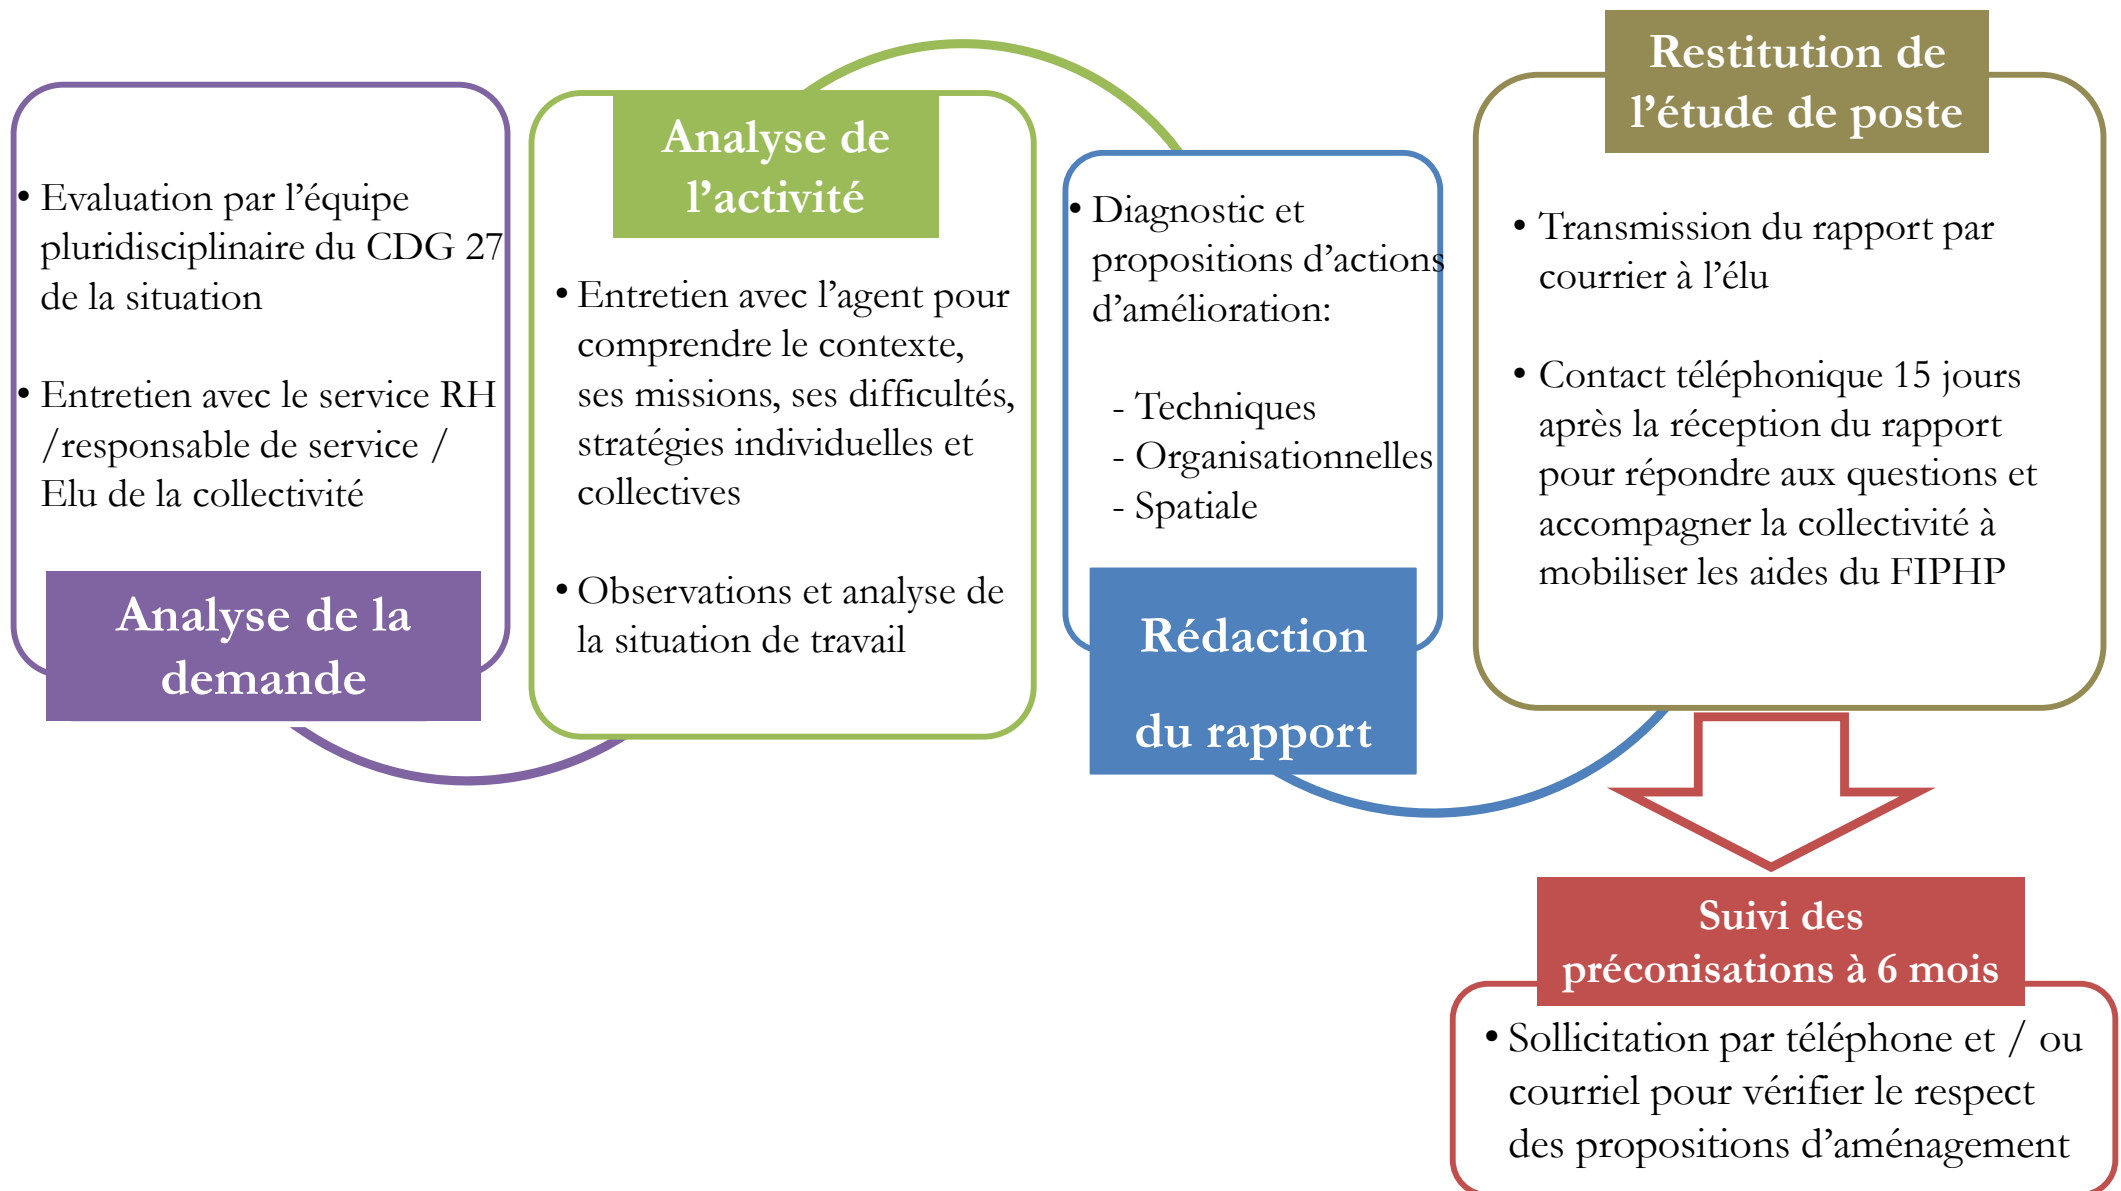 • Evaluation par l’équipe
pluridisciplinaire du CDG 27
de la situation
• Entretien avec le service RH
/responsable de service /
Elu de la collectivité
Analyse de la
demande
Analyse de
l’activité
• Entretien avec l’agent pour
comprendre le contexte,
ses missions, ses difficultés,
stratégies individuelles et
collectives
• Observations et analyse de
la situation de travail
• Diagnostic et
propositions d’actions
d’amélioration:
- Techniques
- Organisationnelles
- Spatiale
Rédaction
du rapport
Restitution de
l’étude de poste
• Transmission du rapport par
courrier à l’élu
• Contact téléphonique 15 jours
après la réception du rapport
pour répondre aux questions et
accompagner la collectivité à
mobiliser les aides du FIPHP
Suivi des
préconisations à 6 mois
• Sollicitation par téléphone et / ou
courriel pour vérifier le respect
des propositions d’aménagement